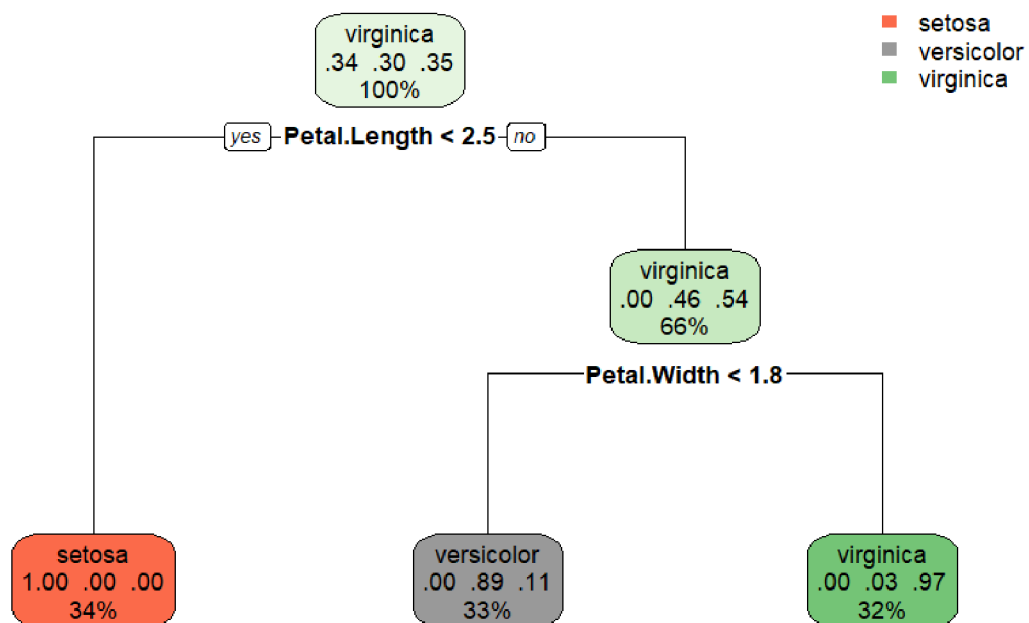 virginica
.34 .30 .35
100%
setosa
versicolor
virginica
yes Petal.Length < 2.5 no
virginica
.00 .46 .54
66%
Petal.Width < 1.8
setosa
1.00 .00 .00
34%
versicolor
.00 .89 .11
33%
virginica
.00 .03 .97
32%